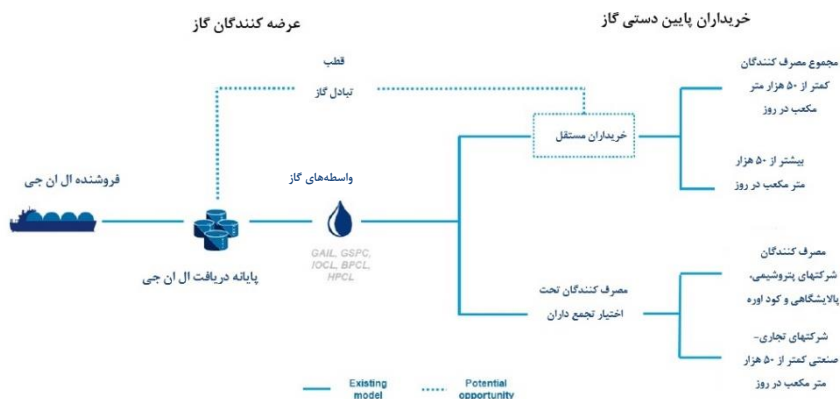 عرضه کنندگان گاز
خریداران پایین دستی گاز
قطب
تبادل گاز
مجموع مصرف کنندگان
کمتر از ۵۰ هزار متر
مکعب در روز
خریداران مستقل
بیشتر از ۵۰ هزار
متر مکعب در روز
واسطه‌های گاز
فروشنده ال ان جی
GAIL, GSPC,
IOCL, BPCL,
HPCL
پایانه دریافت ال ان جی
مصرف کنندگان تحت
اختیار تجمع داران
مصرف کنندگان
شرکتهای پتروشیمی،
پالایشگاهی و کود اوره
شرکتهای تجاری-
صنعتی کمتر از ۵۰ هزار
متر مکعب در روز
Existing
model
Potential
opportunity